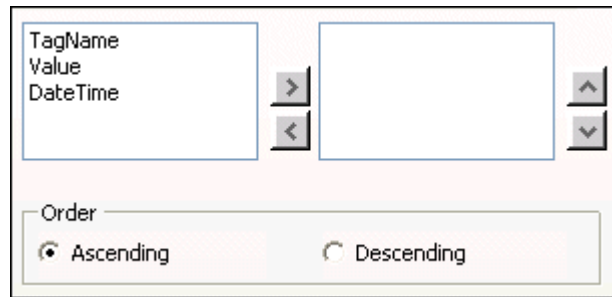 TagName
Value
DateTime
Order
Ascending
Descending